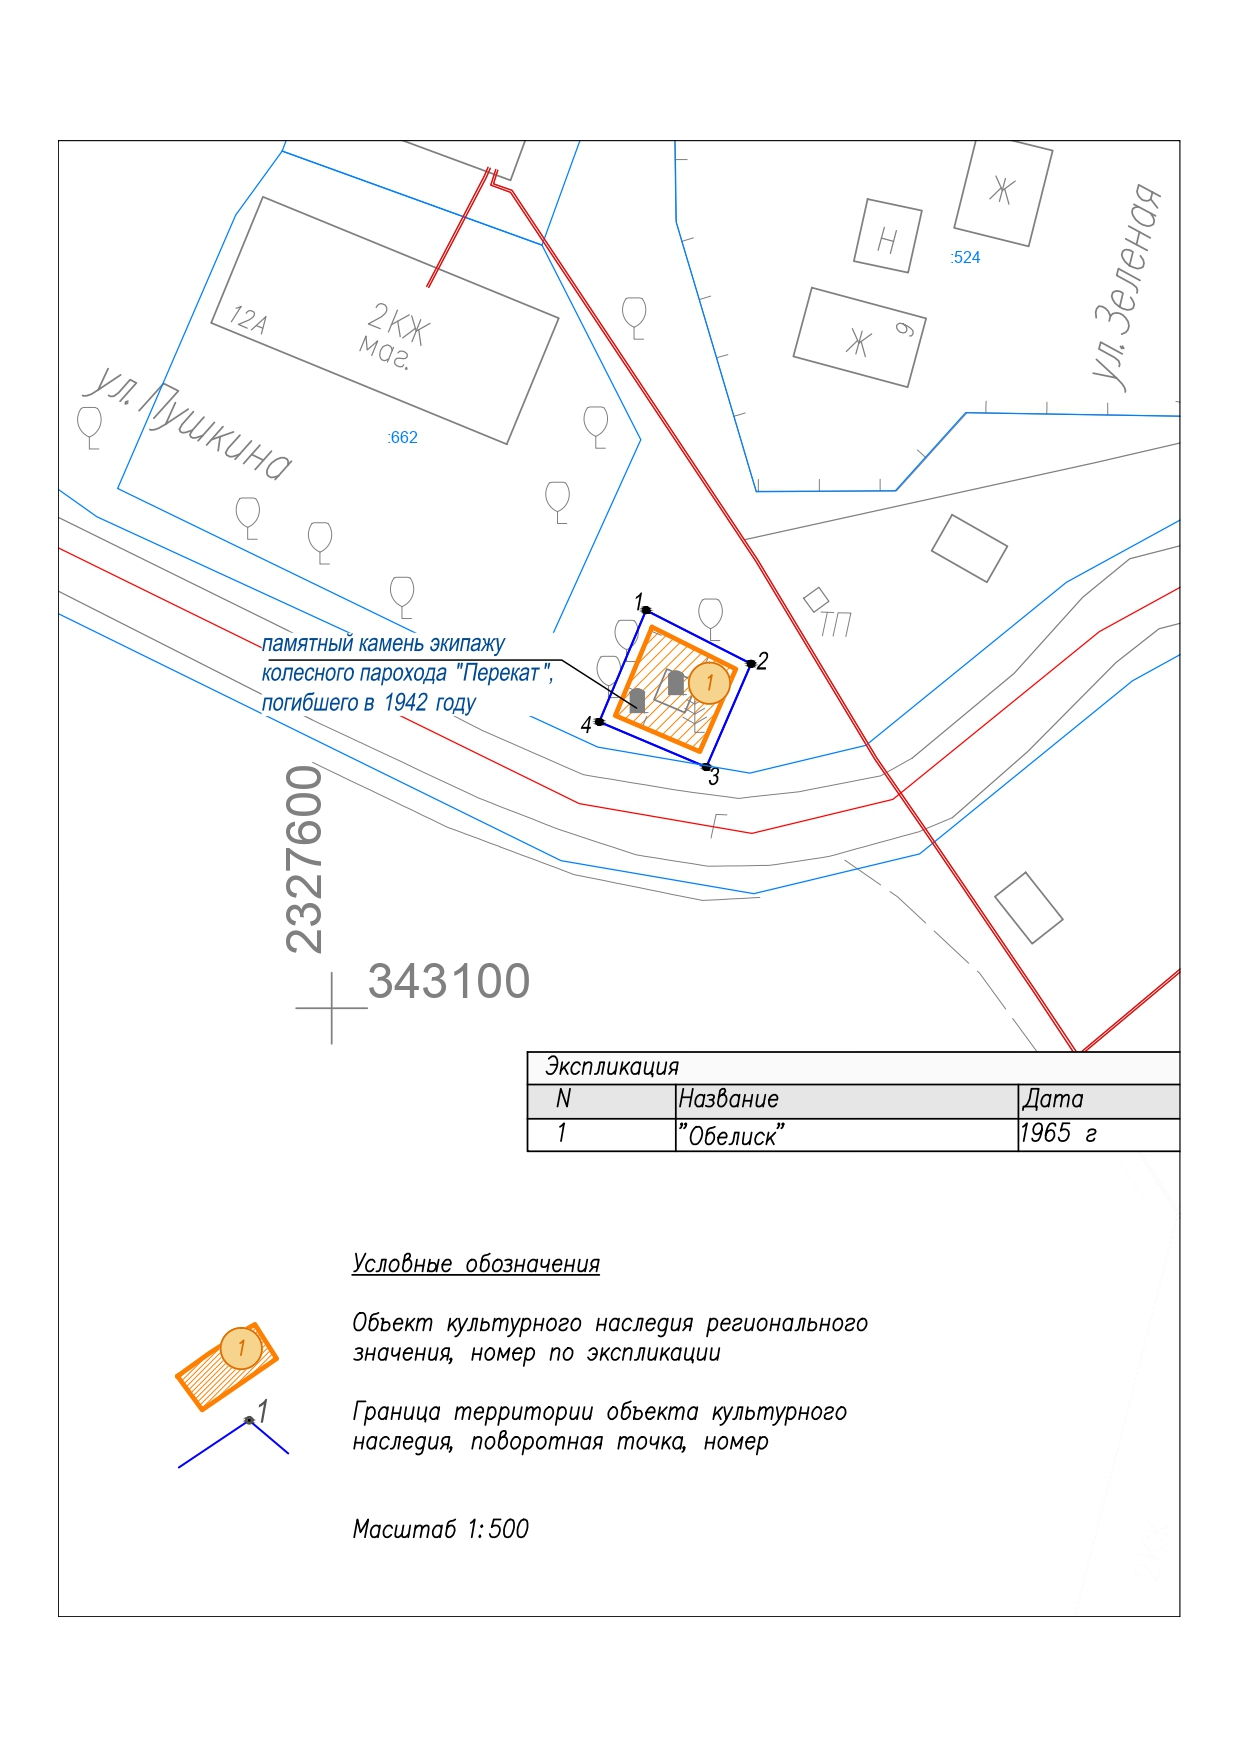 Ж
Н
:524
ул. Зеленая
Ж
9
12А
2КЖ
маг.
ул. Пушкина
:662
ТП
1
2
3
4
1
памятный камень экипажу
колесного парохода "Перекат",
погибшего в 1942 году
Г
2327600
343100
Экспликация
N Название Дата
1 "Обелиск" 1965 г
Условные обозначения
1
Объект культурного наследия регионального
значения, номер по экспликации
1
Граница территории объекта культурного
наследия, поворотная точка, номер
Масштаб 1:500